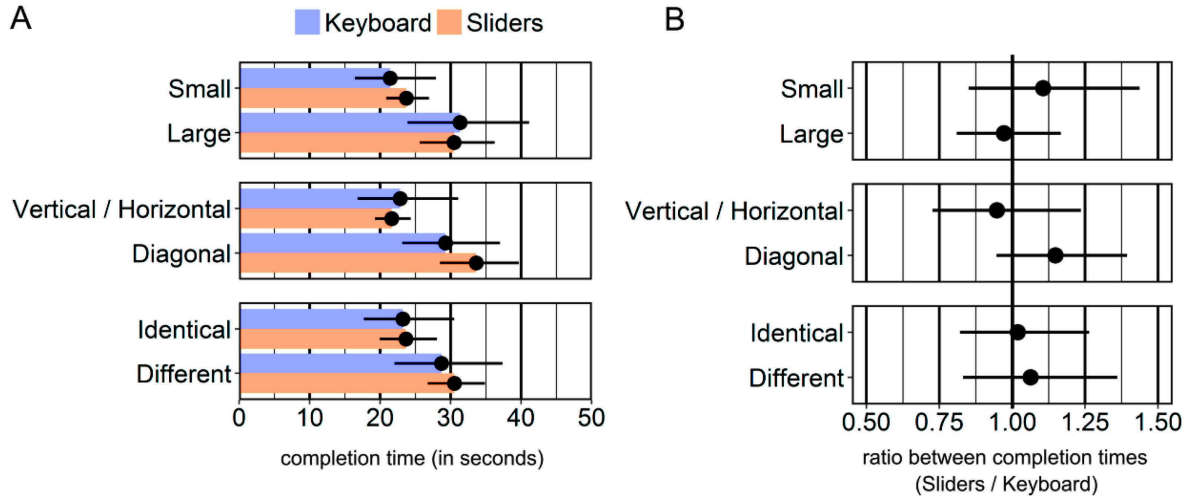 A
Keyboard Sliders
Small
Large
Vertical / Horizontal
Diagonal
Identical
Different
0 10 20 30 40 50
completion time (in seconds)
B
Small
Large
Vertical / Horizontal
Diagonal
Identical
Different
0.50 0.75 1.00 1.25 1.50
ratio between completion times
(Sliders / Keyboard)